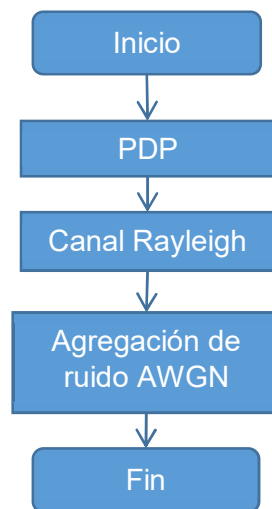 Inicio
PDP
Canal Rayleigh
Agregación de
ruido AWGN
Fin